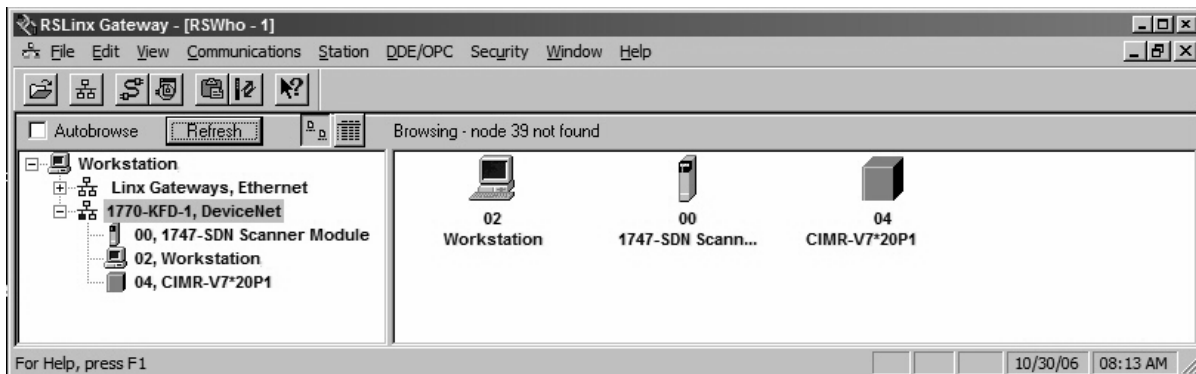 RSLinx Gateway - [RSWho - 1]
File Edit View Communications Station DDE/OPC Security Window Help
Autobrowse Refresh Browsing - node 39 not found
Workstation
Linx Gateways, Ethernet
1770-KFD-1, DeviceNet
00, 1747-SDN Scanner Module
02, Workstation
04, CIMR-V7*20P1
02
Workstation
00
1747-SDN Scann...
04
CIMR-V7*20P1
For Help, press F1
10/30/06 08:13 AM